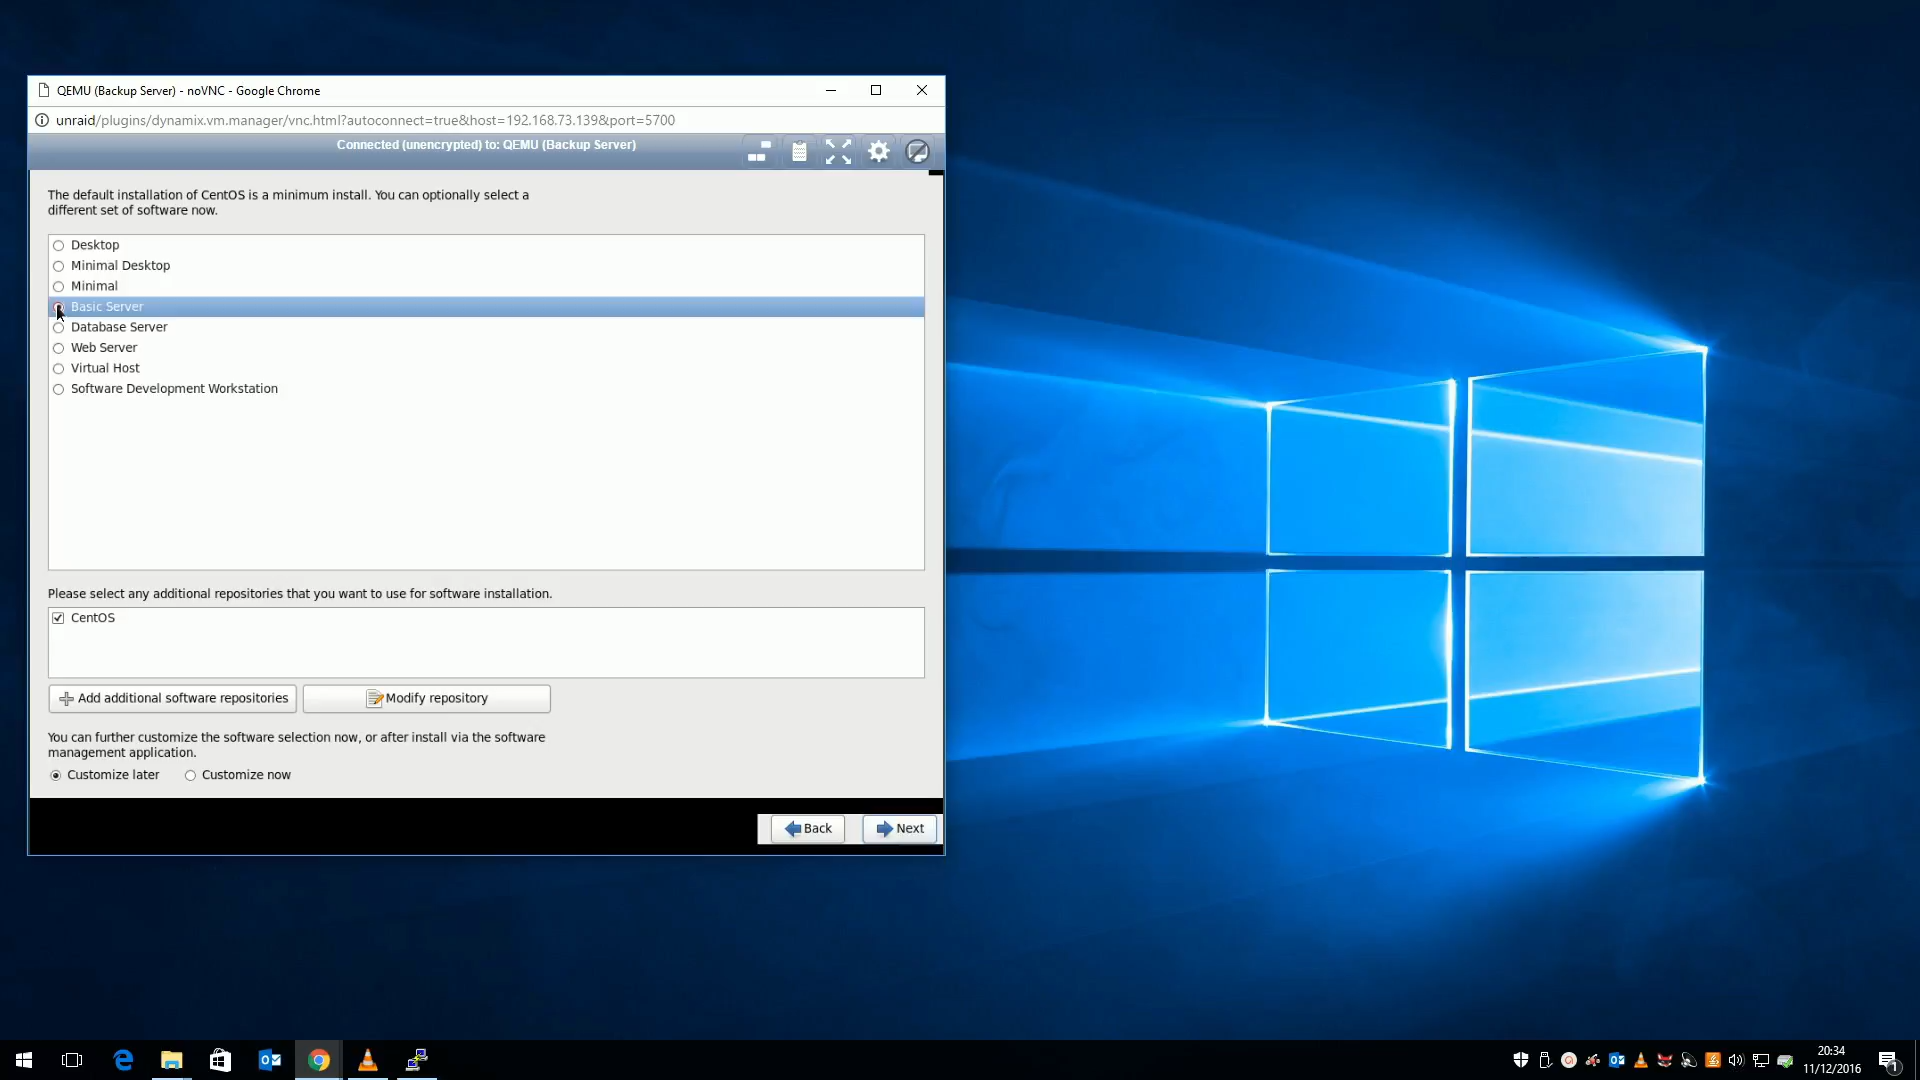 QEMU (Backup Server) - noVNC - Google Chrome
unraid/plugins/dynamix.vm.manager/vnc.html?autoconnect=true&host=192.168.73.139&port=5700
Connected (unencrypted) to: QEMU (Backup Server)
The default installation of CentOS is a minimum install. You can optionally select a
different set of software now.
Desktop
Minimal Desktop
Minimal
Basic Server
Database Server
Web Server
Virtual Host
Software Development Workstation
Please select any additional repositories that you want to use for software installation.
CentOS
Add additional software repositories
Modify repository
You can further customize the software selection now, or after install via the software
management application.
Customize later
Customize now
Back
Next
20:34
11/12/2016
1